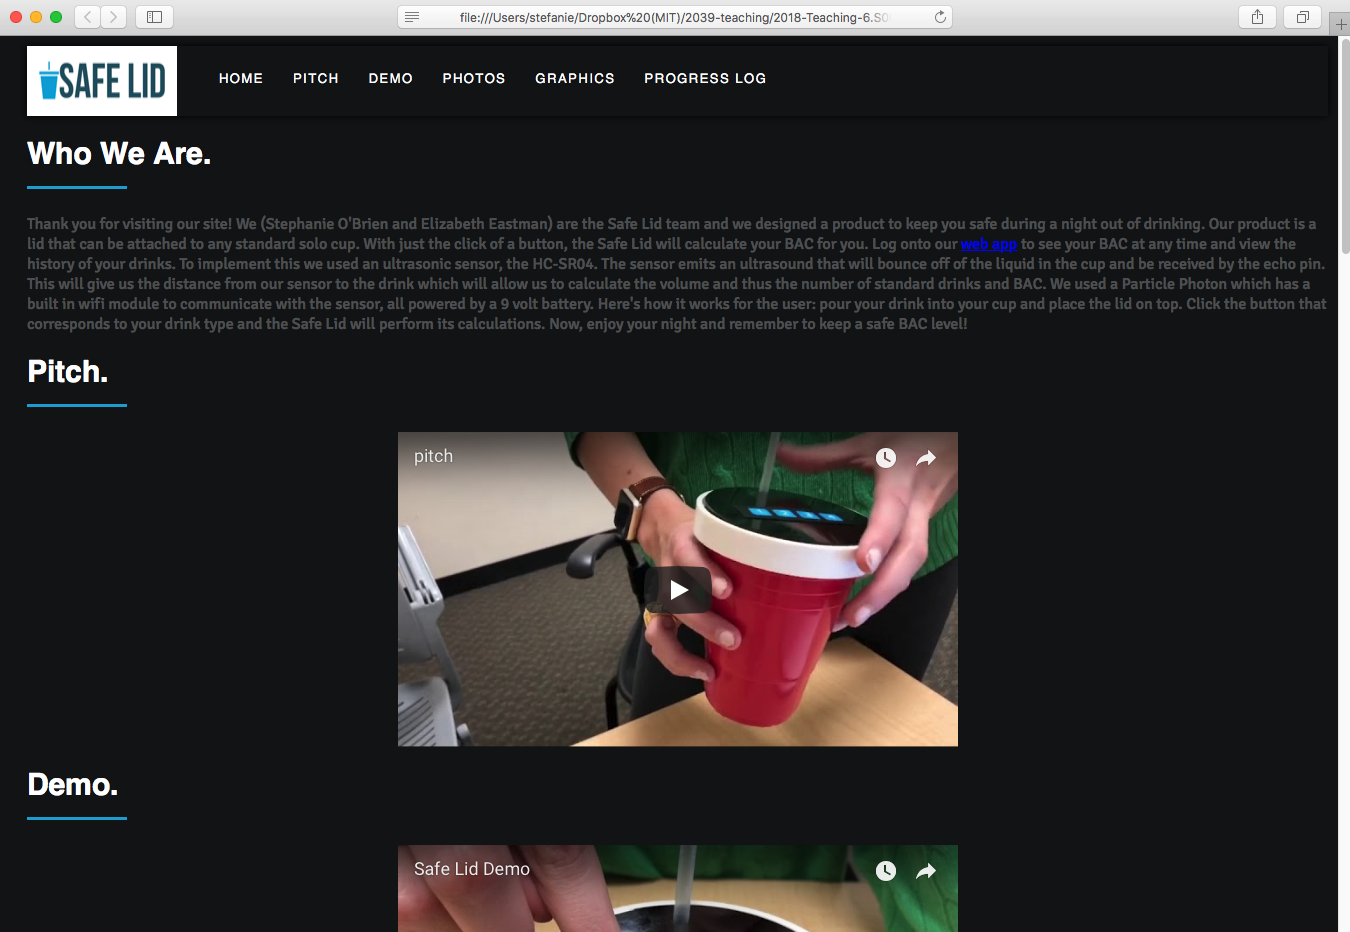 file:///Users/stefanie/Dropbox%20(MIT)/2039-teaching/2018-Teaching-6.S0
SAFE LID
HOME PITCH DEMO PHOTOS GRAPHICS PROGRESS LOG
Who We Are.
Thank you for visiting our site! We (Stephanie O'Brien and Elizabeth Eastman) are the Safe Lid team and we designed a product to keep you safe during a night out of drinking. Our product is a
lid that can be attached to any standard solo cup. With just the click of a button, the Safe Lid will calculate your BAC for you. Log onto our web app to see your BAC at any time and view the
history of your drinks. To implement this we used an ultrasonic sensor, the HC-SR04. The sensor emits an ultrasound that will bounce off of the liquid in the cup and be received by the echo pin.
This will give us the distance from our sensor to the drink which will allow us to calculate the volume and thus the number of standard drinks and BAC. We used a Particle Photon which has a
built in wifi module to communicate with the sensor, all powered by a 9 volt battery. Here's how it works for the user: pour your drink into your cup and place the lid on top. Click the button that
corresponds to your drink type and the Safe Lid will perform its calculations. Now, enjoy your night and remember to keep a safe BAC level!
Pitch.
pitch
Demo.
Safe Lid Demo